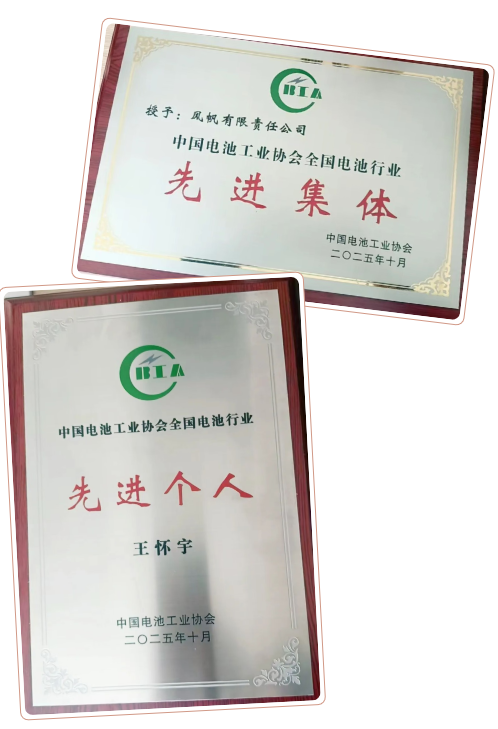 CBIA
授予：风帆有限责任公司
中国电池工业协会全国电池行业
先进集体
中国电池工业协会
二〇二五年十月
CBIA
中国电池工业协会全国电池行业
先进个人
王怀宇
中国电池工业协会
二〇二五年十月